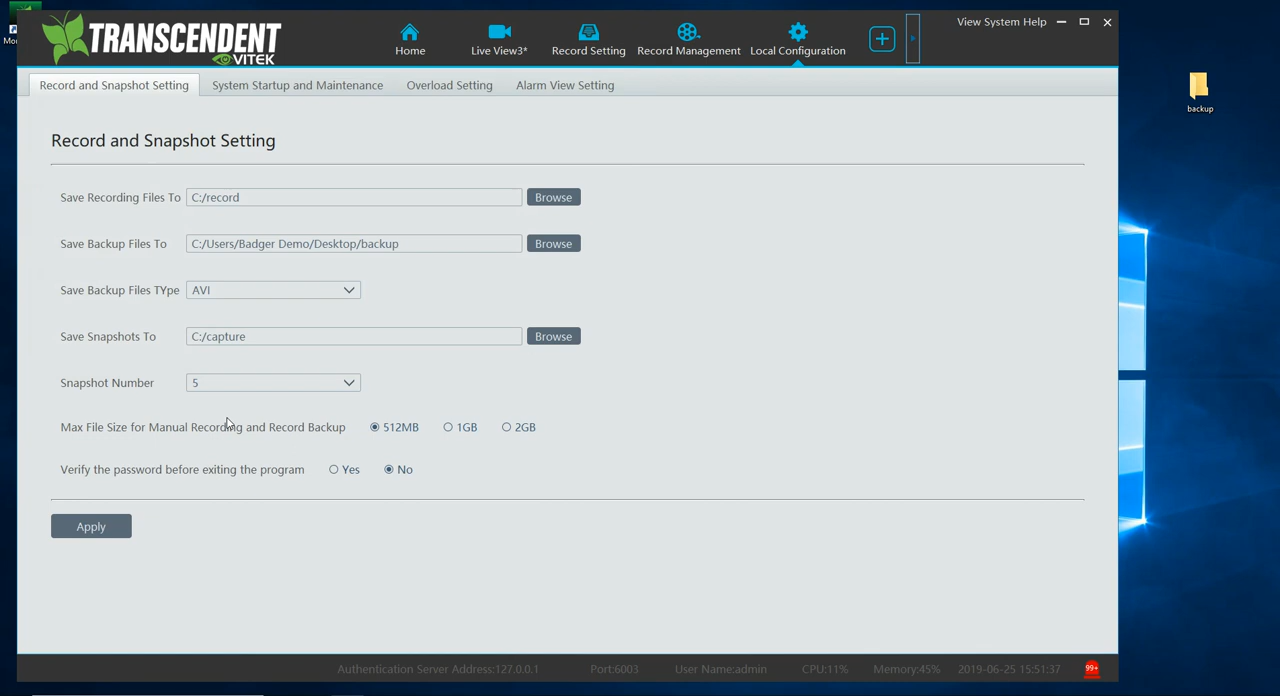 TRANSCENDENT
VITEK
Home
Live View3*
Record Setting
Record Management
Local Configuration
View System Help
Record and Snapshot Setting
System Startup and Maintenance
Overload Setting
Alarm View Setting
backup
Record and Snapshot Setting
Save Recording Files To C:/record Browse
Save Backup Files To C:/Users/Badger Demo/Desktop/backup Browse
Save Backup Files TYpe AVI
Save Snapshots To C:/capture Browse
Snapshot Number 5
Max File Size for Manual Recording and Record Backup 512MB 1GB 2GB
Verify the password before exiting the program Yes No
Apply
Authentication Server Address:127.0.0.1 Port:6003 User Name:admin CPU:11% Memory:45% 2019-06-25 15:51:37 99+